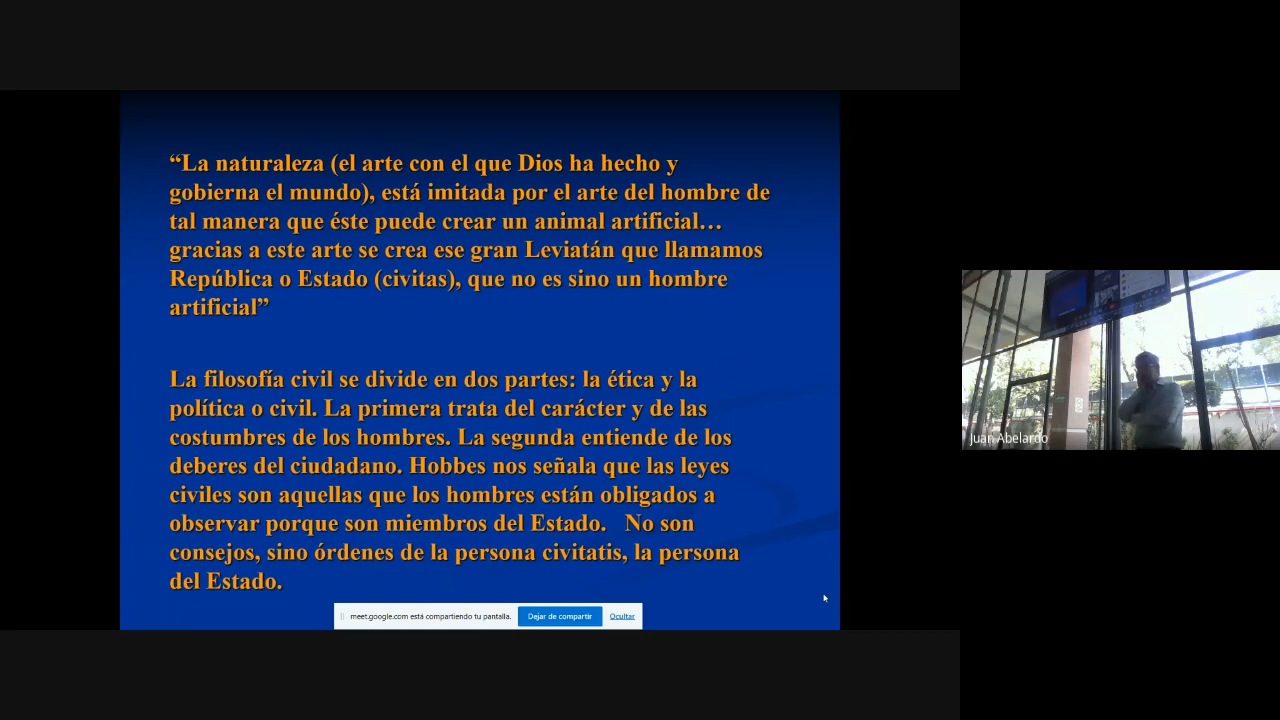 “La naturaleza (el arte con el que Dios ha hecho y
gobierna el mundo), está imitada por el arte del hombre de
tal manera que éste puede crear un animal artificial…
gracias a este arte se crea ese gran Leviatán que llamamos
República o Estado (civitas), que no es sino un hombre
artificial”
La filosofía civil se divide en dos partes: la ética y la
política o civil. La primera trata del carácter y de las
costumbres de los hombres. La segunda entiende de los
deberes del ciudadano. Hobbes nos señala que las leyes
civiles son aquellas que los hombres están obligados a
observar porque son miembros del Estado.   No son
consejos, sino órdenes de la persona civitatis, la persona
del Estado.
meet.google.com está compartiendo tu pantalla. Dejar de compartir Ocultar
Juan Abelardo